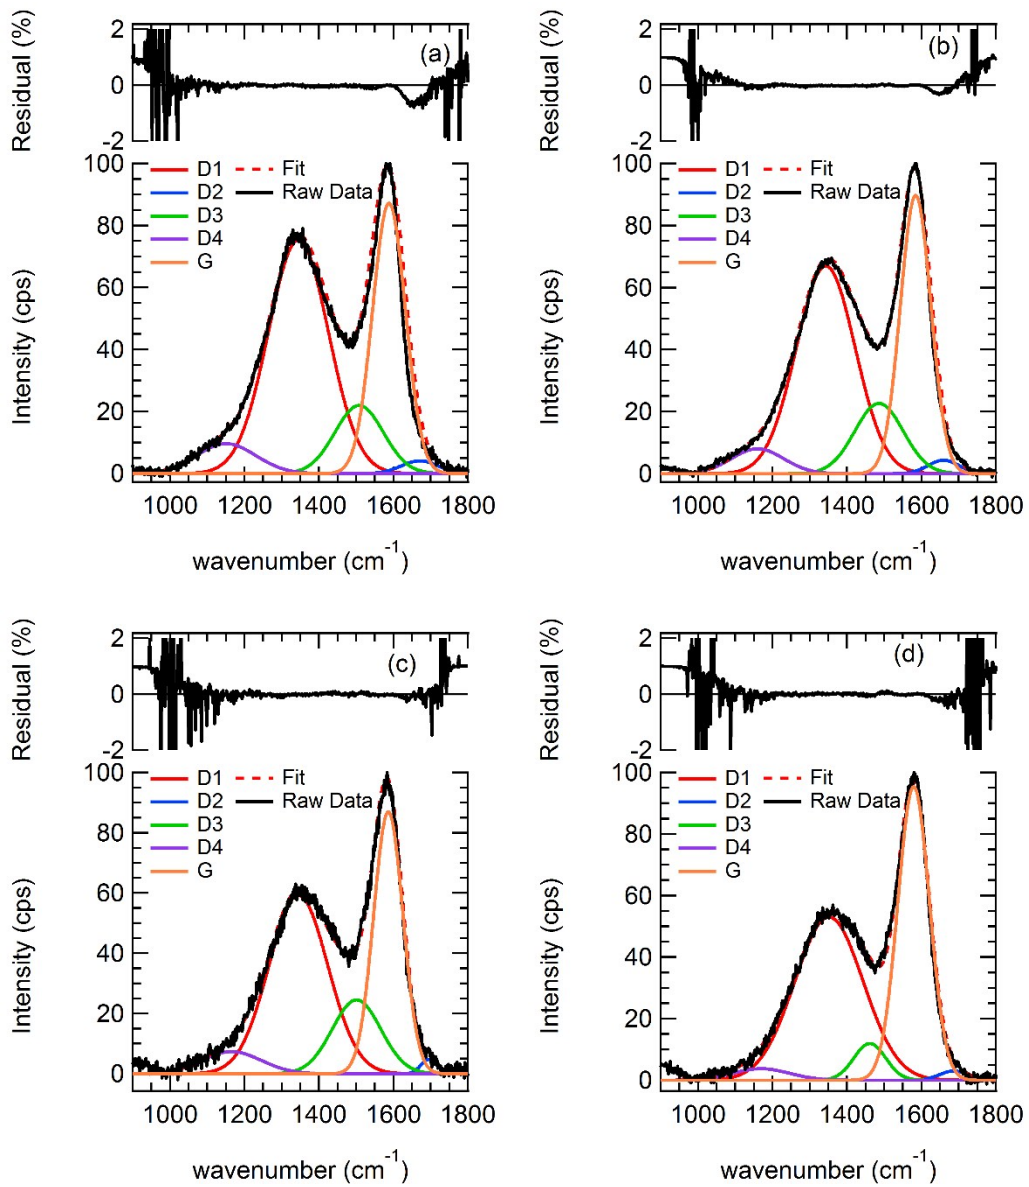 Residual (%)
2
0
-2
(a)
Intensity (cps)
100
80
60
40
20
0
D1
D2
D3
D4
G
Fit
Raw Data
1000 1200 1400 1600 1800
wavenumber (cm-1)
Residual (%)
2
0
-2
(b)
Intensity (cps)
100
80
60
40
20
0
D1
D2
D3
D4
G
Fit
Raw Data
1000 1200 1400 1600 1800
wavenumber (cm-1)
Residual (%)
2
0
-2
(c)
Intensity (cps)
100
80
60
40
20
0
D1
D2
D3
D4
G
Fit
Raw Data
1000 1200 1400 1600 1800
wavenumber (cm-1)
Residual (%)
2
0
-2
(d)
Intensity (cps)
100
80
60
40
20
0
D1
D2
D3
D4
G
Fit
Raw Data
1000 1200 1400 1600 1800
wavenumber (cm-1)